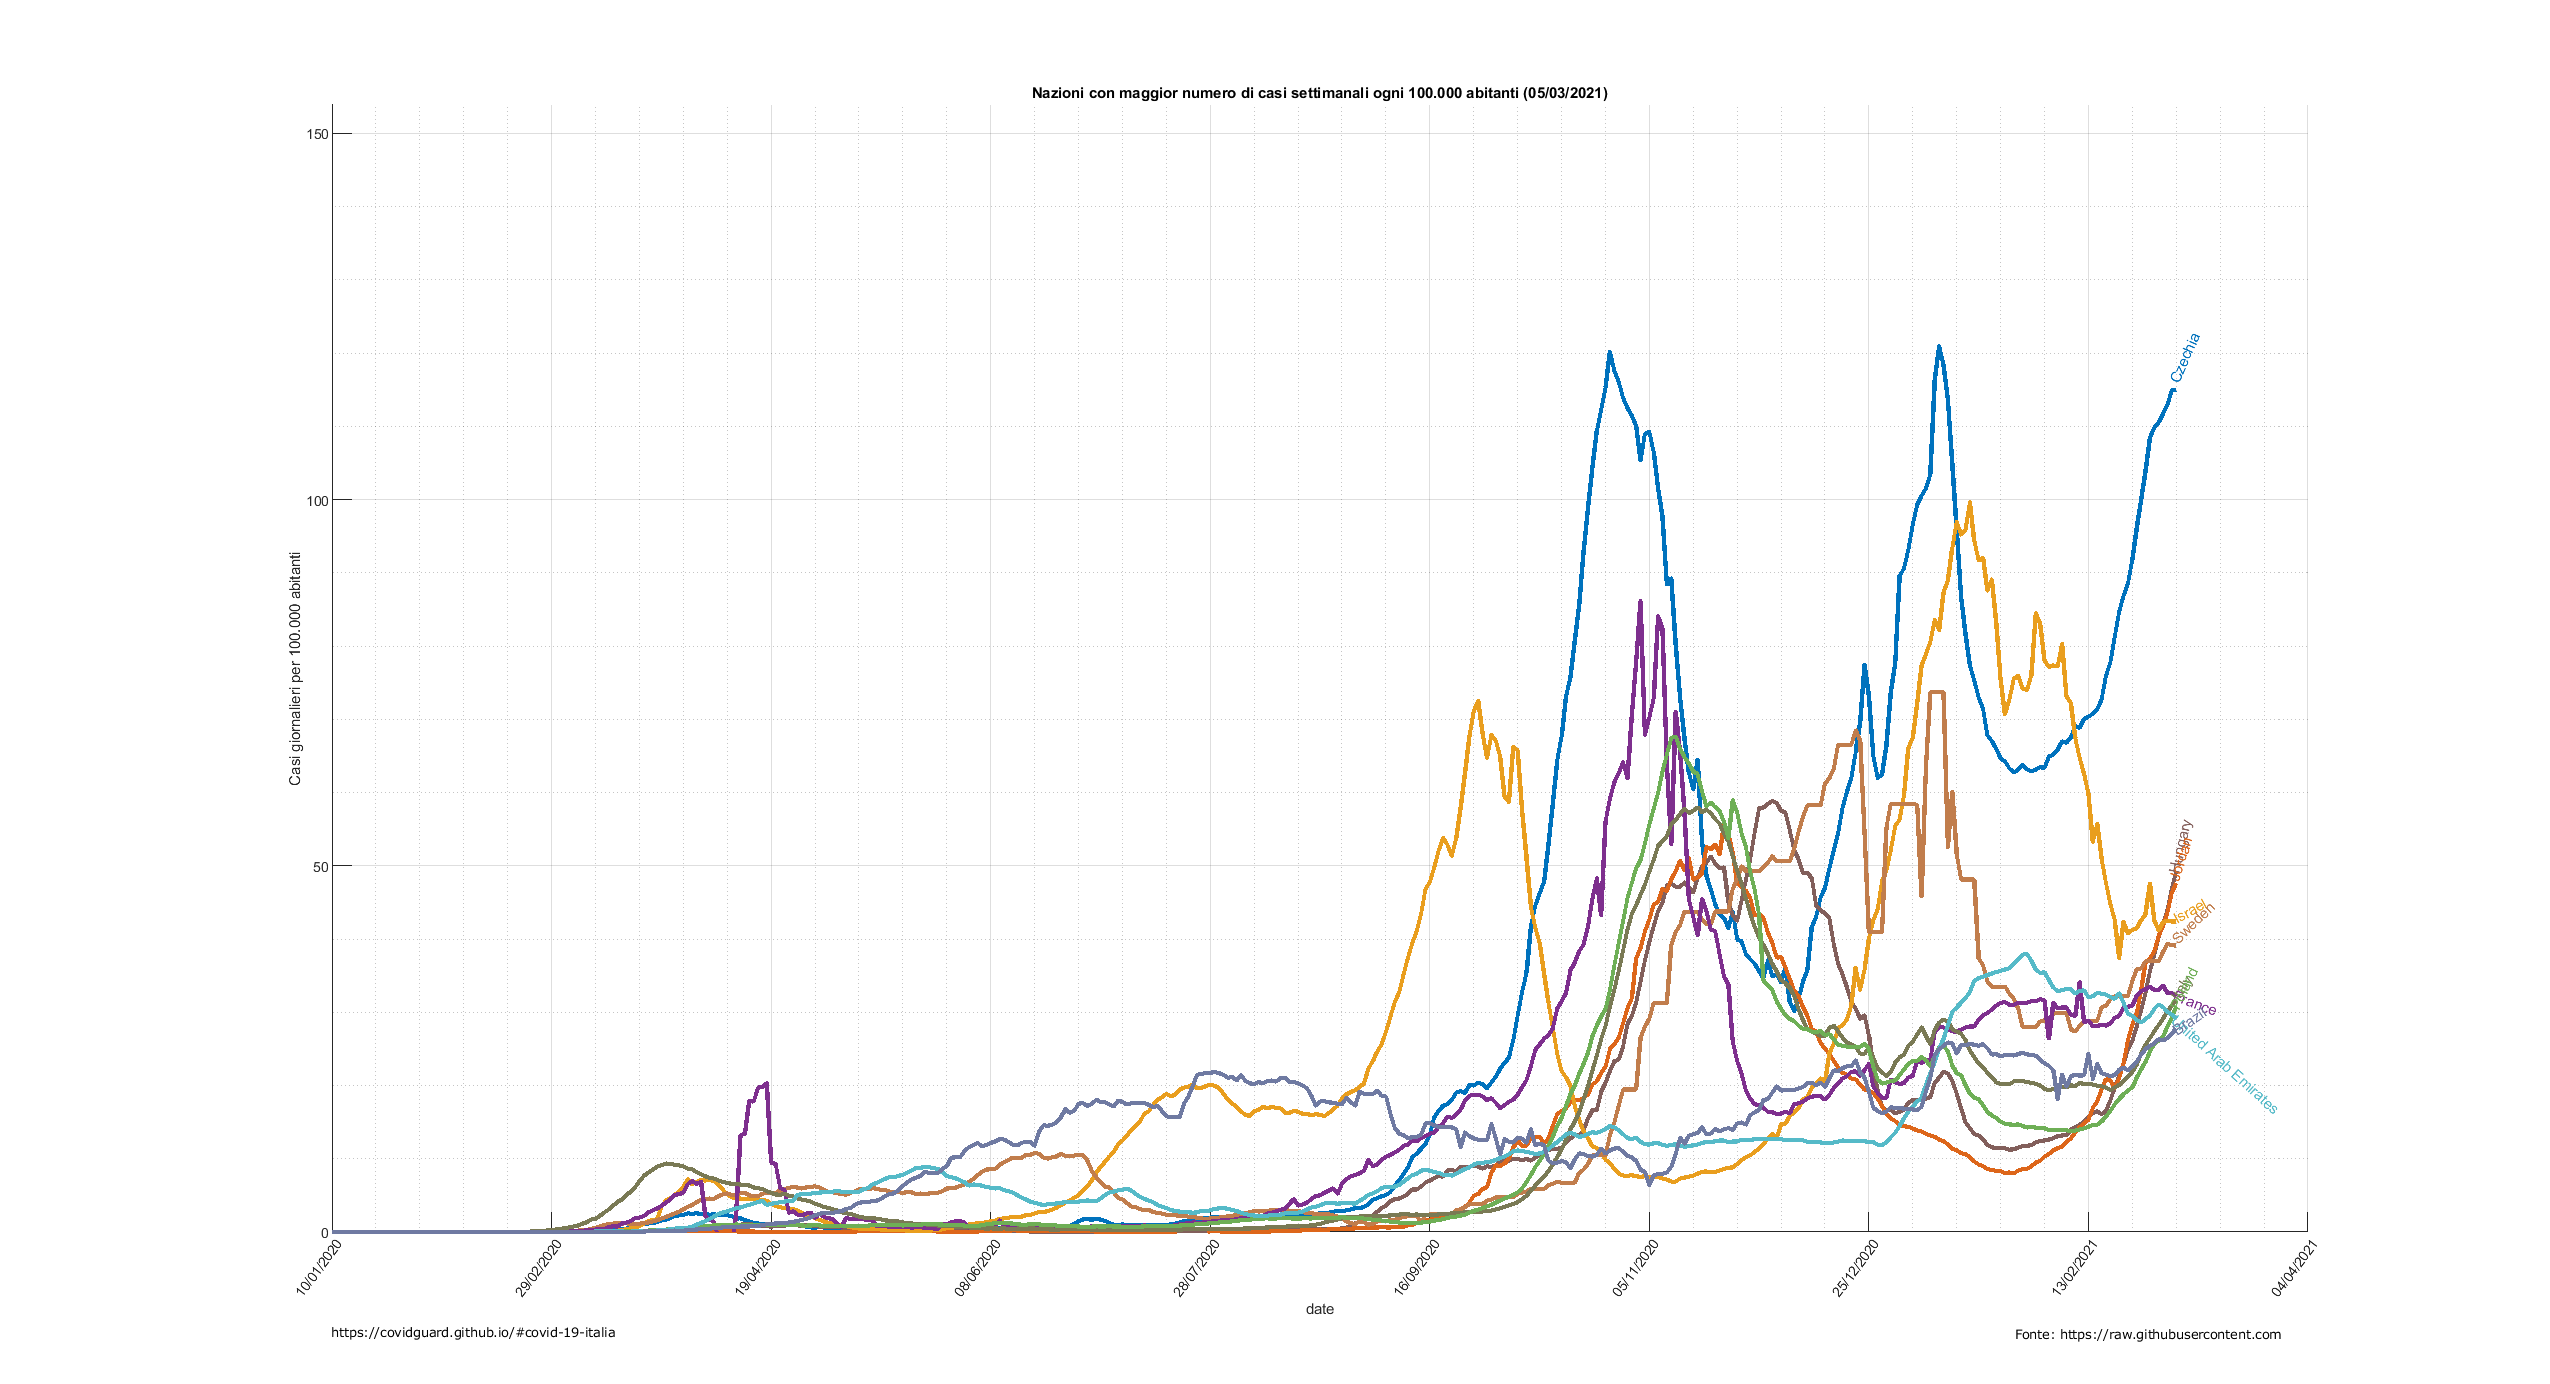 Nazioni con maggior numero di casi settimanali ogni 100.000 abitanti (05/03/2021)
Casi giornalieri per 100.000 abitanti
150
100
50
0
Czechia
Hungary
Jordan
Israel
Sweden
France
Brazil
United Arab Emirates
10/01/2020
29/02/2020
19/04/2020
08/06/2020
28/07/2020
16/09/2020
05/11/2020
25/12/2020
13/02/2021
04/04/2021
date
https://covidguard.github.io/#covid-19-italia
Fonte: https://raw.githubusercontent.com